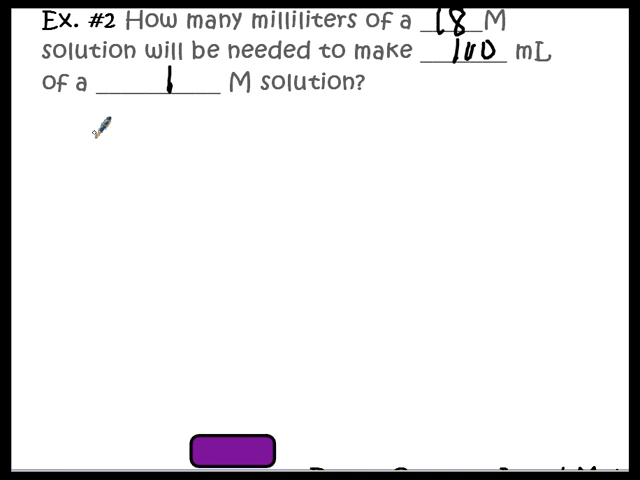 Ex. #2 How many milliliters of a 18 M
solution will be needed to make 100 mL
of a 1 M solution?